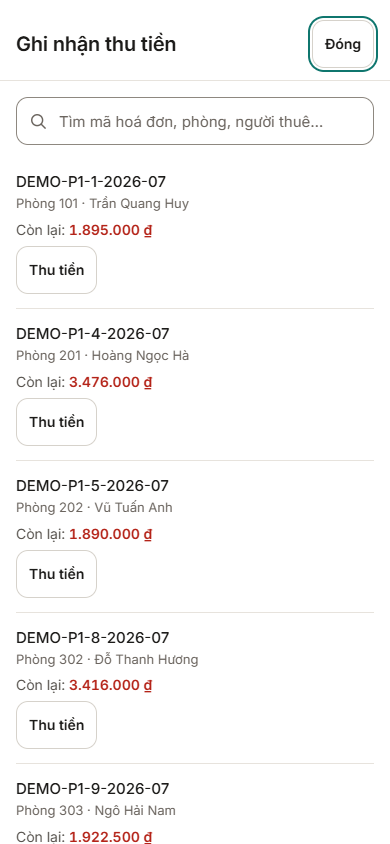 Ghi nhận thu tiền
Đóng
Tìm mã hoá đơn, phòng, người thuê...
DEMO-P1-1-2026-07
Phòng 101 · Trần Quang Huy
Còn lại: 1.895.000 ₫
Thu tiền
DEMO-P1-4-2026-07
Phòng 201 · Hoàng Ngọc Hà
Còn lại: 3.476.000 ₫
Thu tiền
DEMO-P1-5-2026-07
Phòng 202 · Vũ Tuấn Anh
Còn lại: 1.890.000 ₫
Thu tiền
DEMO-P1-8-2026-07
Phòng 302 · Đỗ Thanh Hương
Còn lại: 3.416.000 ₫
Thu tiền
DEMO-P1-9-2026-07
Phòng 303 · Ngô Hải Nam
Còn lại: 1.922.500 ₫